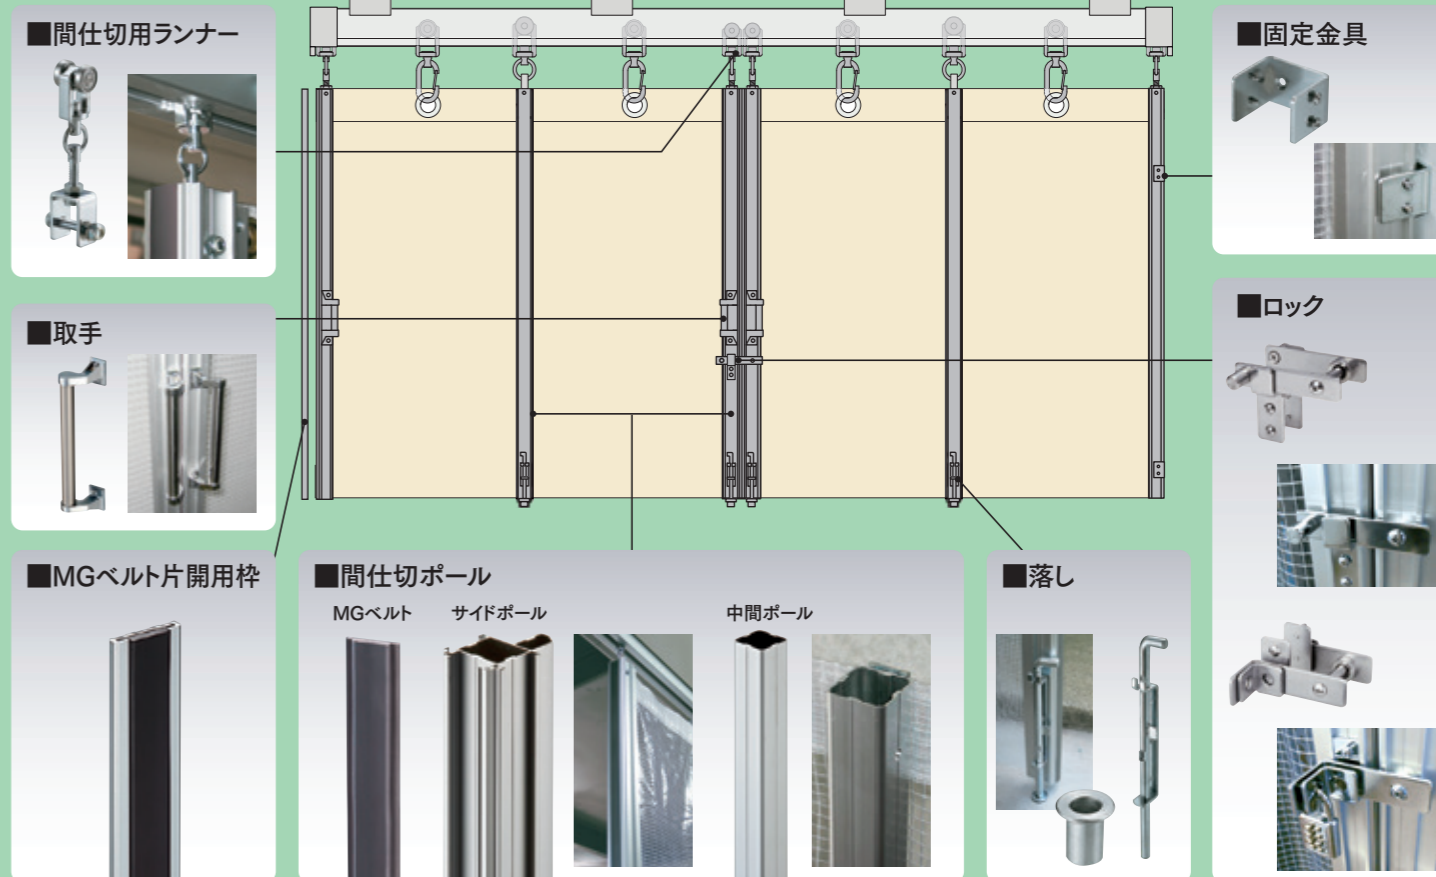 ■間仕切用ランナー
■固定金具
■取手
■ロック
■MGベルト片開用枠
■間仕切ポール
MGベルト
サイドポール
中間ポール
■落し